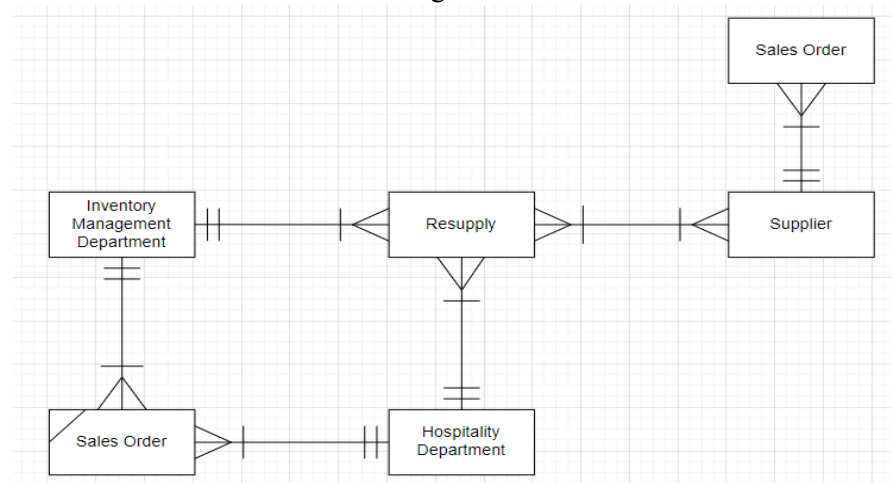 Sales Order
Inventory
Management
Department
Resupply
Supplier
Sales Order
Hospitality
Department